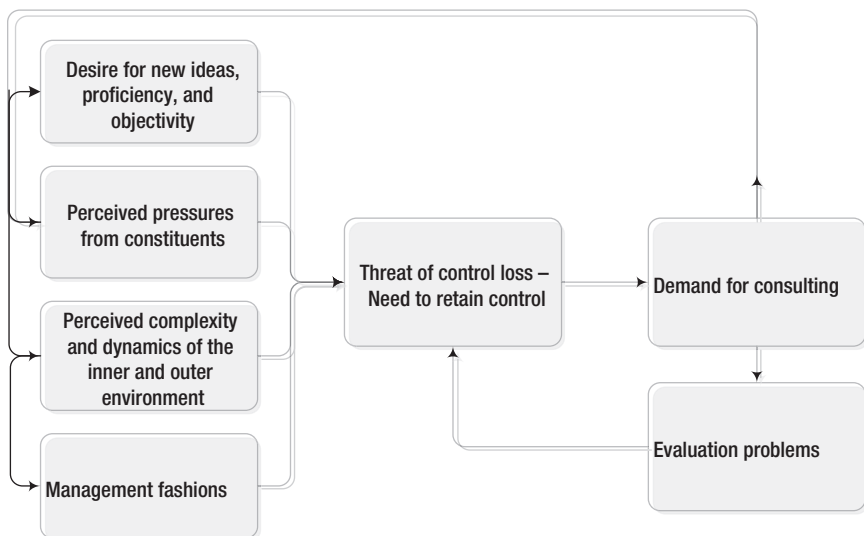 Desire for new ideas,
proficiency, and
objectivity
Perceived pressures
from constituents
Perceived complexity
and dynamics of the
inner and outer
environment
Management fashions
Threat of control loss –
Need to retain control
Demand for consulting
Evaluation problems